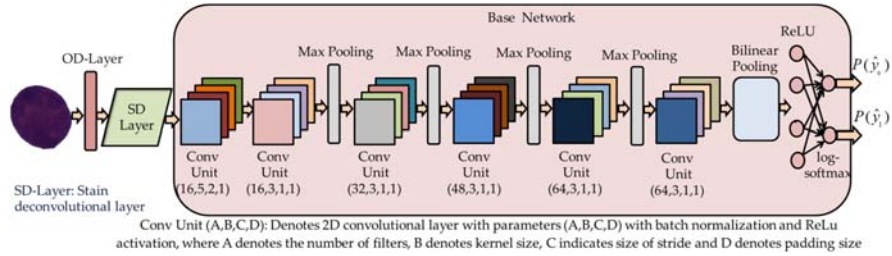 Base Network
ReLU
OD-Layer
Max Pooling
Max Pooling
Max Pooling
Max Pooling
Bilinear
Pooling
P(ŷ₀)
SD
Layer
P(ŷ₁)
Conv
Unit
(16,5,2,1)
Conv
Unit
(16,3,1,1)
Conv
Unit
(32,3,1,1)
Conv
Unit
(48,3,1,1)
Conv
Unit
(64,3,1,1)
Conv
Unit
(64,3,1,1)
log-
softmax
SD-Layer: Stain
deconvolutional layer
Conv Unit (A,B,C,D): Denotes 2D convolutional layer with parameters (A,B,C,D) with batch normalization and ReLu
activation, where A denotes the number of filters, B denotes kernel size, C indicates size of stride and D denotes padding size